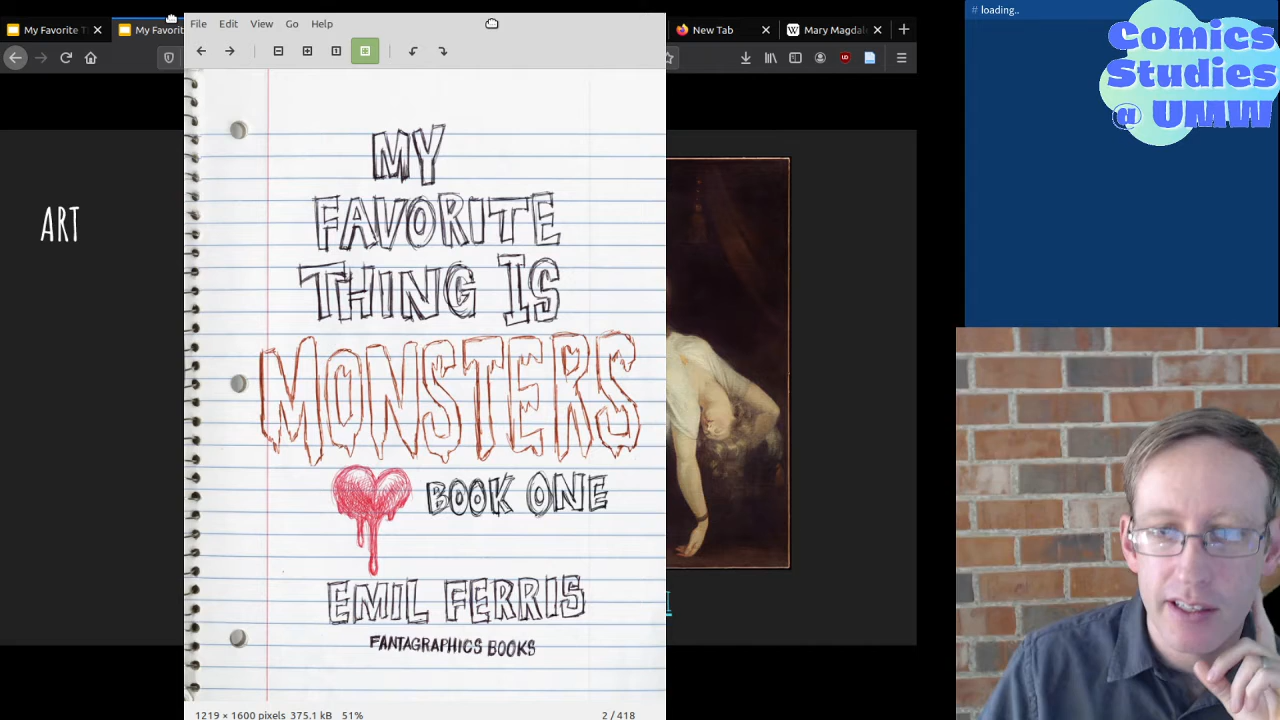 My Favorite T
My Favorit
File Edit View Go Help
New Tab
Mary Magdal
# loading..
Comics
Studies
@ UMW
ART
MY
FAVORITE
THING IS
MONSTERS
BOOK ONE
EMIL FERRIS
FANTAGRAPHICS BOOKS
1219 × 1600 pixels 375.1 kB 51%
2 / 418